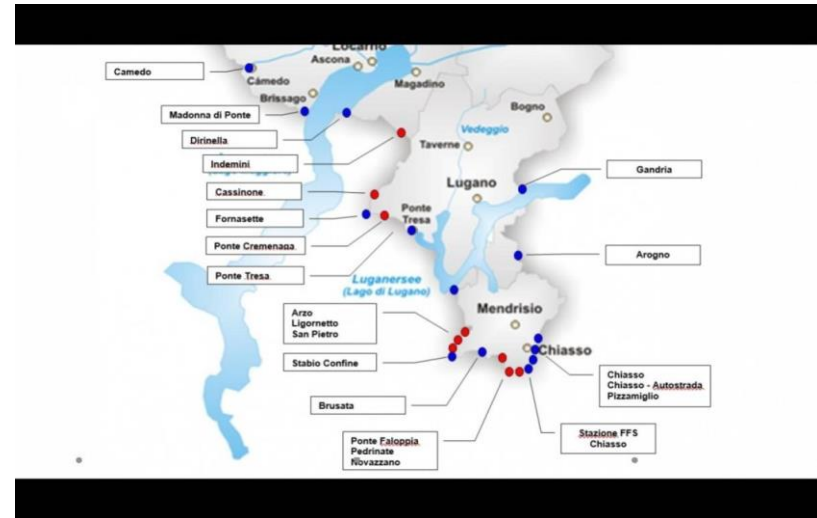 Locarno
Ascona
Camedo
Cámedo
Magadino
Brissago
Bogno
Madonna di Ponte
Vedeggio
Dirinella
Taverne
Indemini
Gandria
Lugano
Cassinone
Ponte
Tresa
Fornasette
Ponte Cremenaga
Arogno
Ponte Tresa
Luganersee
(Lago di Lugano)
Arzo
Ligornetto
San Pietro
Mendrisio
Chiasso
Stabio Confine
Chiasso
Chiasso - Autostrada
Pizzamiglio
Brusata
Stazione FFS
Chiasso
Ponte Faloppia
Pedrinate
Novazzano